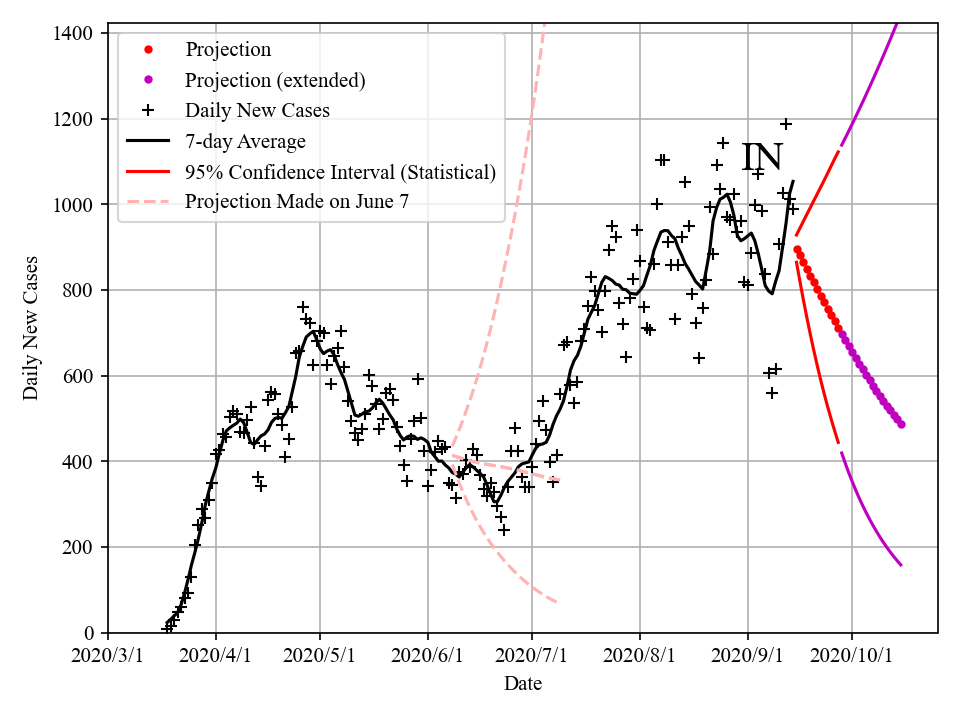 1400
1200
1000
800
600
400
200
0
Daily New Cases
Projection
Projection (extended)
Daily New Cases
7-day Average
95% Confidence Interval (Statistical)
Projection Made on June 7
IN
2020/3/1 2020/4/1 2020/5/1 2020/6/1 2020/7/1 2020/8/1 2020/9/1 2020/10/1
Date